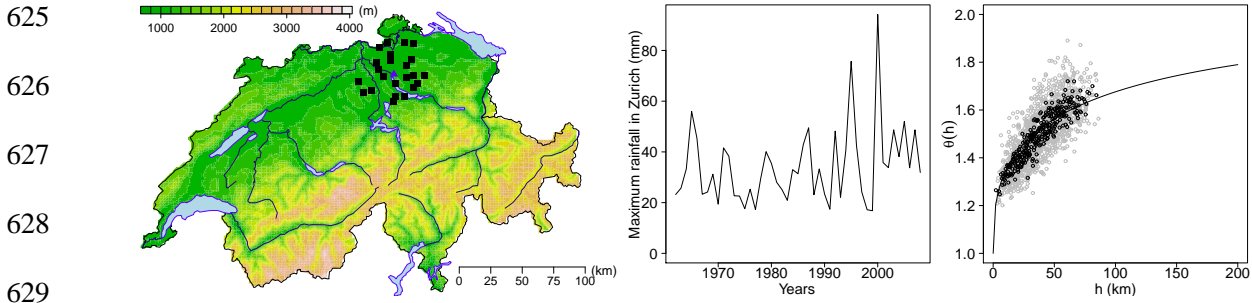 625
626
627
628
629
1000 2000 3000 4000 (m)
0 50 100 (km)
Maximum rainfall in Zurich (mm)
80
60
40
20
0
1970 1980 1990 2000
Years
θ(h)
2.0
1.8
1.6
1.4
1.2
1.0
0 50 100 150 200
h (km)